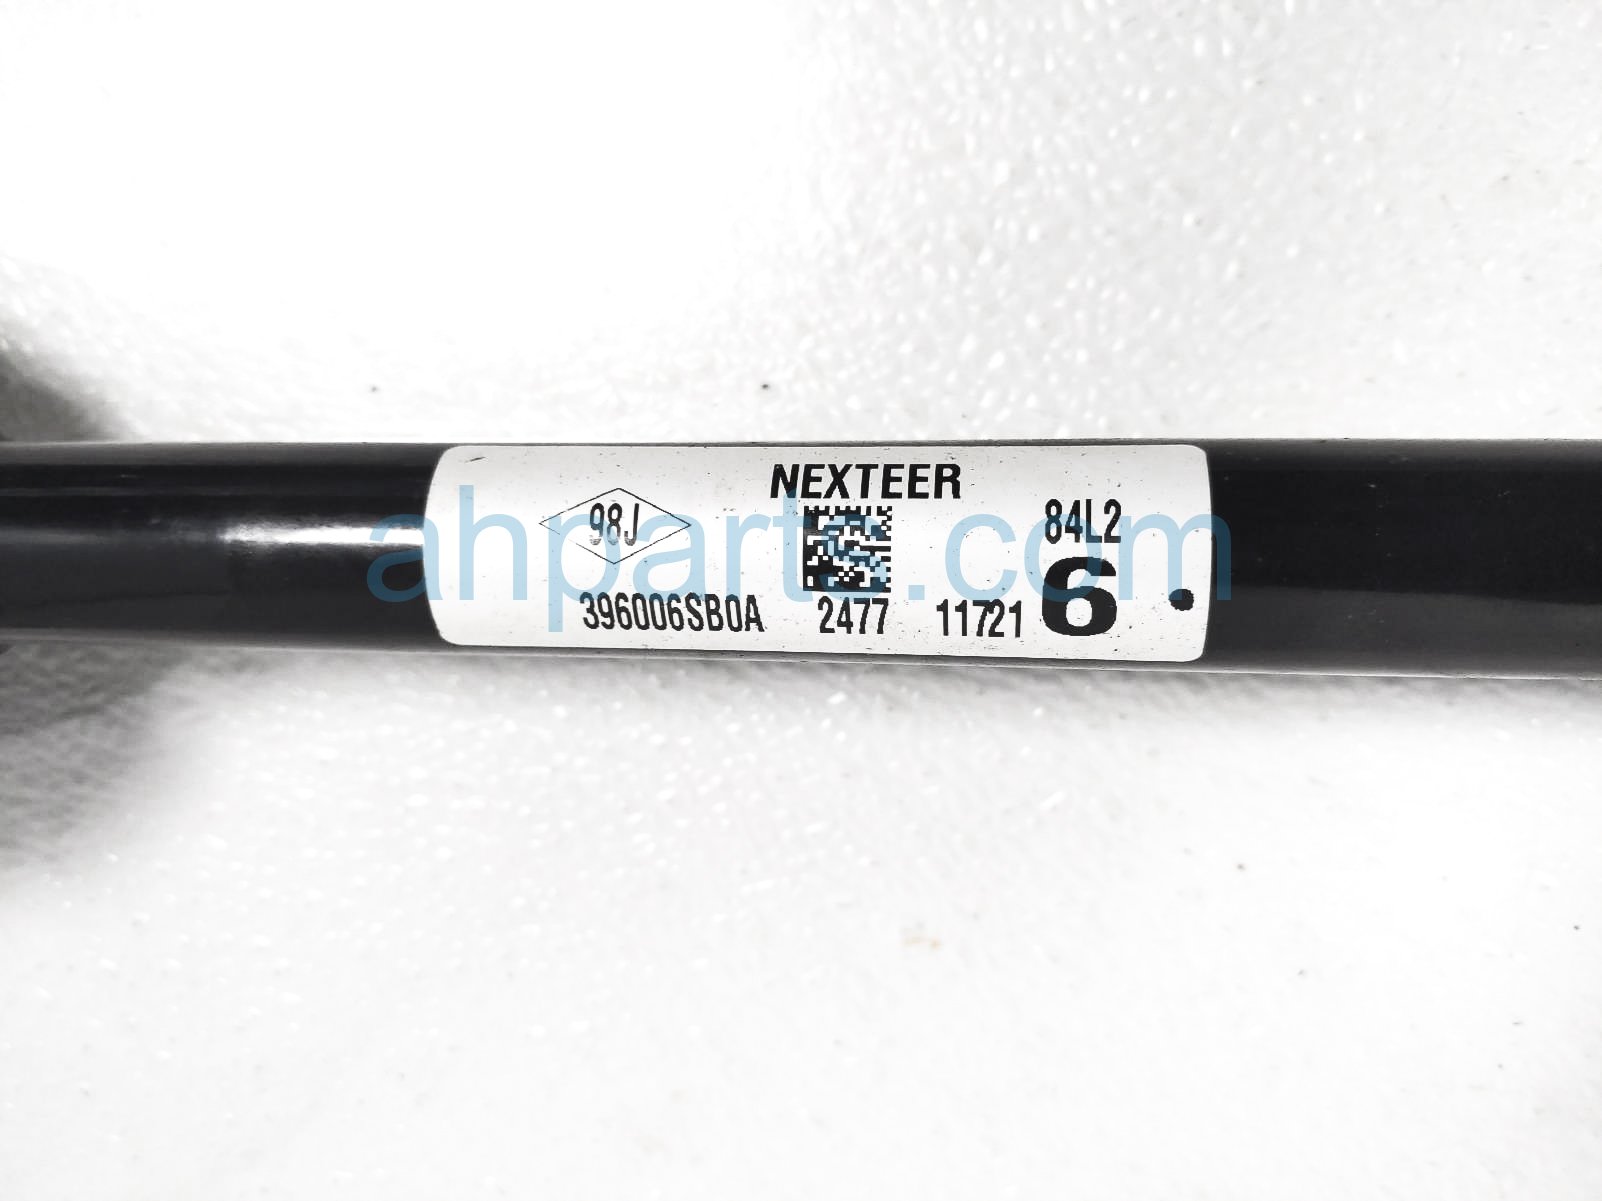 NEXTEER
98J
84L2
396006SB0A 2477 11721 6
ahparts.com